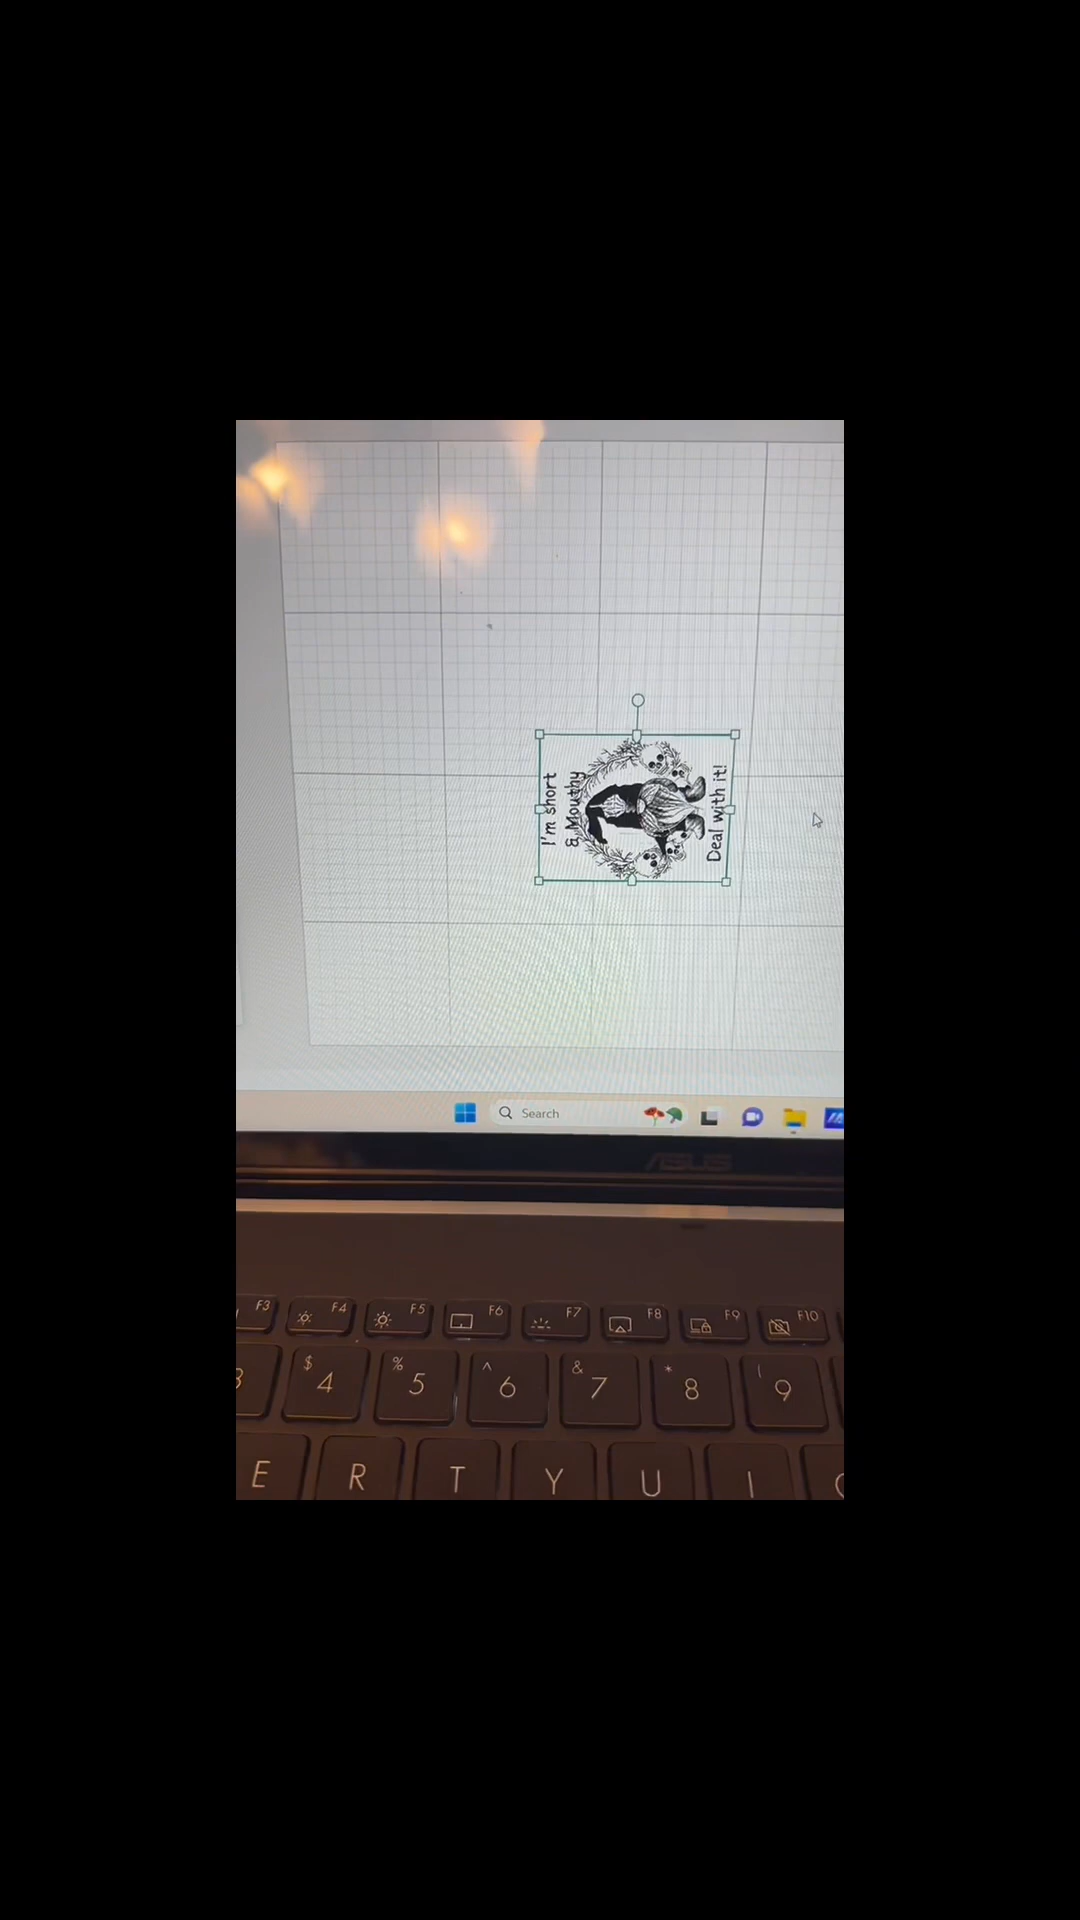 I'm short
& Mouthy
Deal with it!
Search
ASUS
F3 F4 F5 F6 F7 F8 F9 F10
$ % ^ & * (
3 4 5 6 7 8 9
E R T Y U I